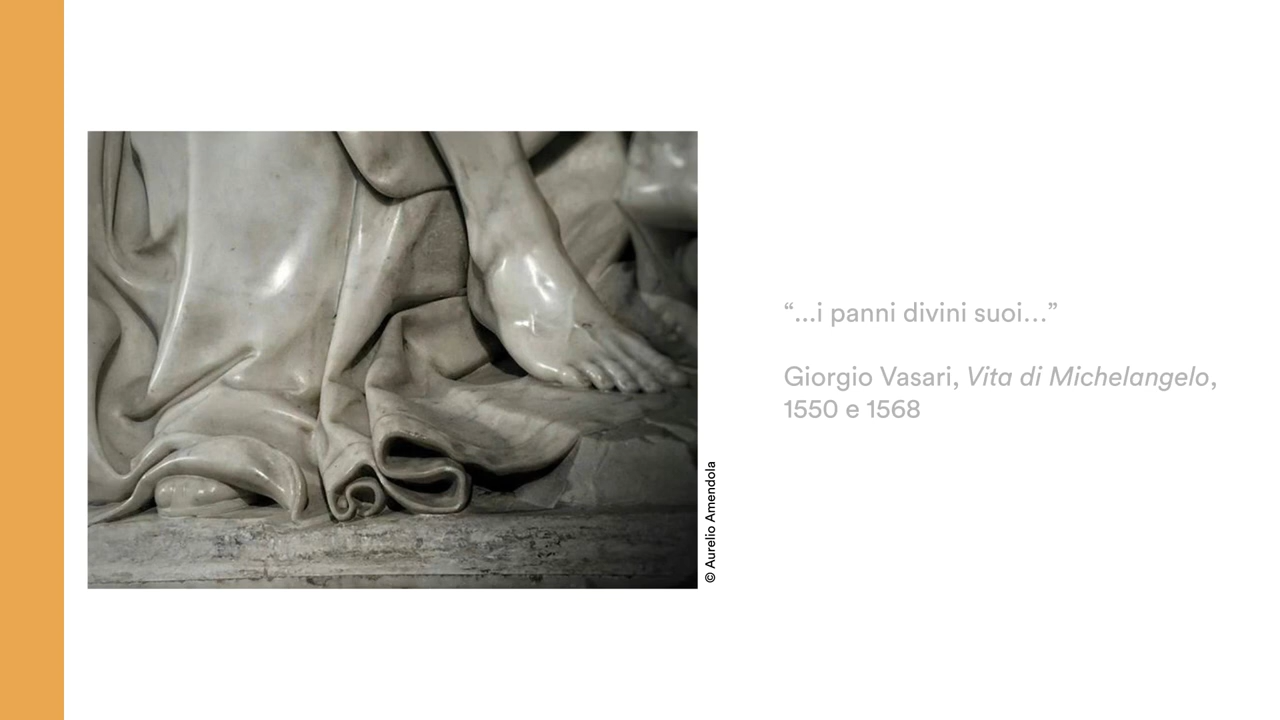 “...i panni divini suoi...”
Giorgio Vasari, Vita di Michelangelo,
1550 e 1568
© Aurelio Amendola